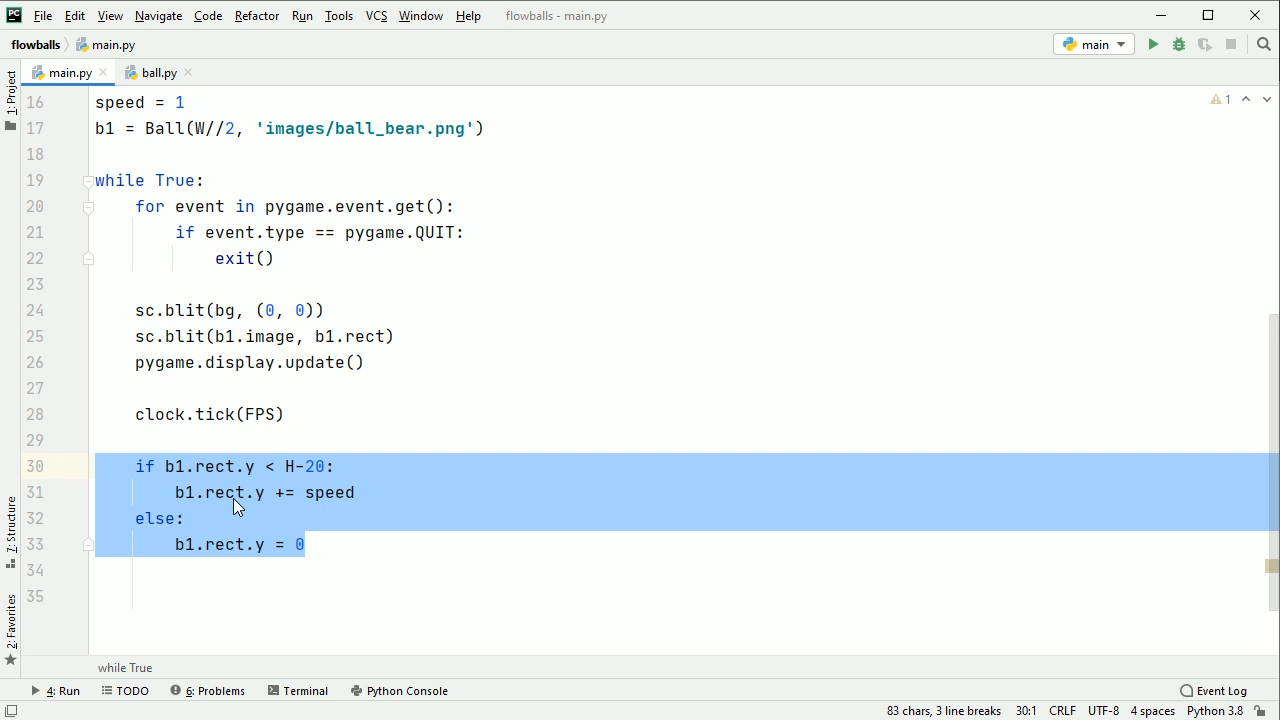 File Edit View Navigate Code Refactor Run Tools VCS Window Help flowballs - main.py
flowballs main.py main
main.py ball.py
1: Project
1
16 speed = 1
17 b1 = Ball(W//2, 'images/ball_bear.png')
18
19 while True:
20     for event in pygame.event.get():
21         if event.type == pygame.QUIT:
22             exit()
23
24     sc.blit(bg, (0, 0))
25     sc.blit(b1.image, b1.rect)
26     pygame.display.update()
27
28     clock.tick(FPS)
29
30     if b1.rect.y < H-20:
31         b1.rect.y += speed
32     else:
33         b1.rect.y = 0
34
35
7: Structure
2: Favorites
while True
4: Run TODO 6: Problems Terminal Python Console Event Log
83 chars, 3 line breaks 30:1 CRLF UTF-8 4 spaces Python 3.8